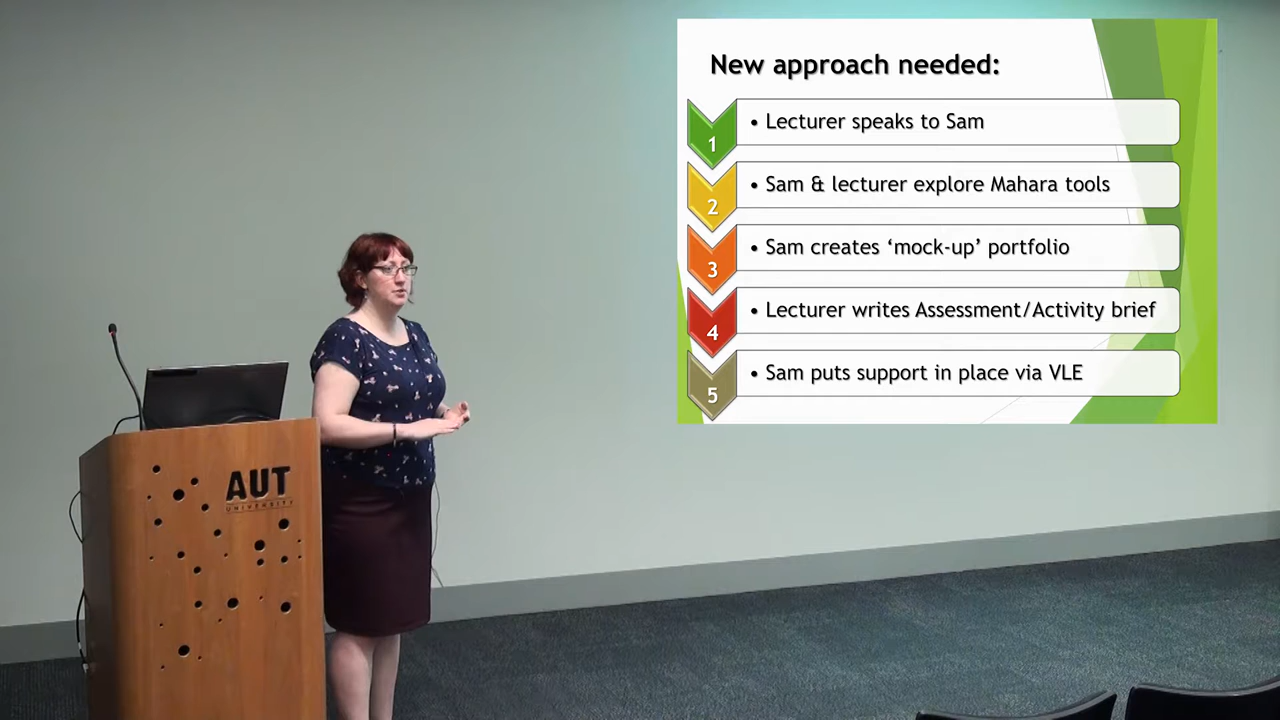 New approach needed:
1
• Lecturer speaks to Sam
2
• Sam & lecturer explore Mahara tools
3
• Sam creates ‘mock-up’ portfolio
4
• Lecturer writes Assessment/Activity brief
5
• Sam puts support in place via VLE
AUT
UNIVERSITY